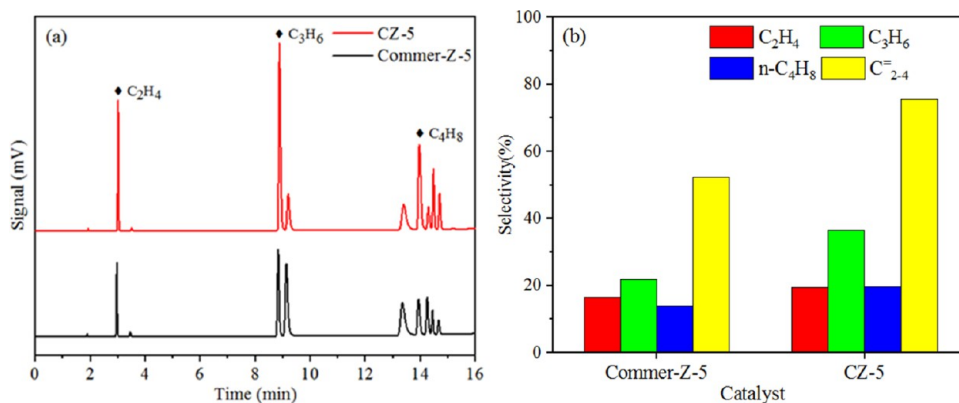 (a)
CZ-5
Commer-Z-5
◆ C₂H₄
◆ C₃H₆
◆ C₄H₈
Signal (mV)
0 2 4 6 8 10 12 14 16
Time (min)
(b)
C₂H₄
C₃H₆
n-C₄H₈
C⁼₂₋₄
100
80
60
40
20
0
Selectivity(%)
Commer-Z-5 CZ-5
Catalyst